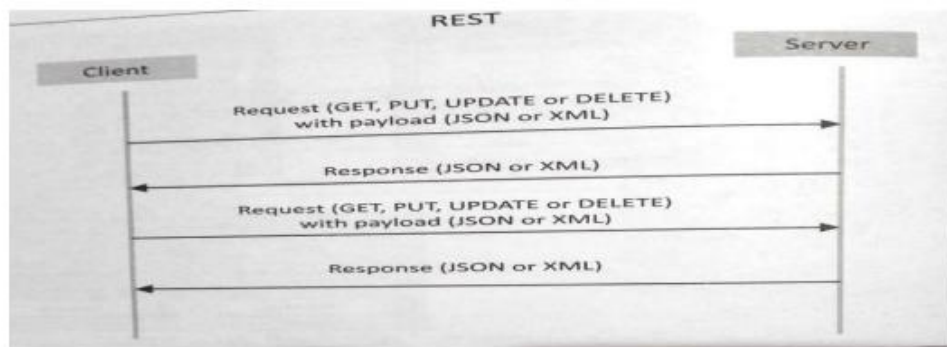 REST
Client
Server
Request (GET, PUT, UPDATE or DELETE)
with payload (JSON or XML)
Response (JSON or XML)
Request (GET, PUT, UPDATE or DELETE)
with payload (JSON or XML)
Response (JSON or XML)